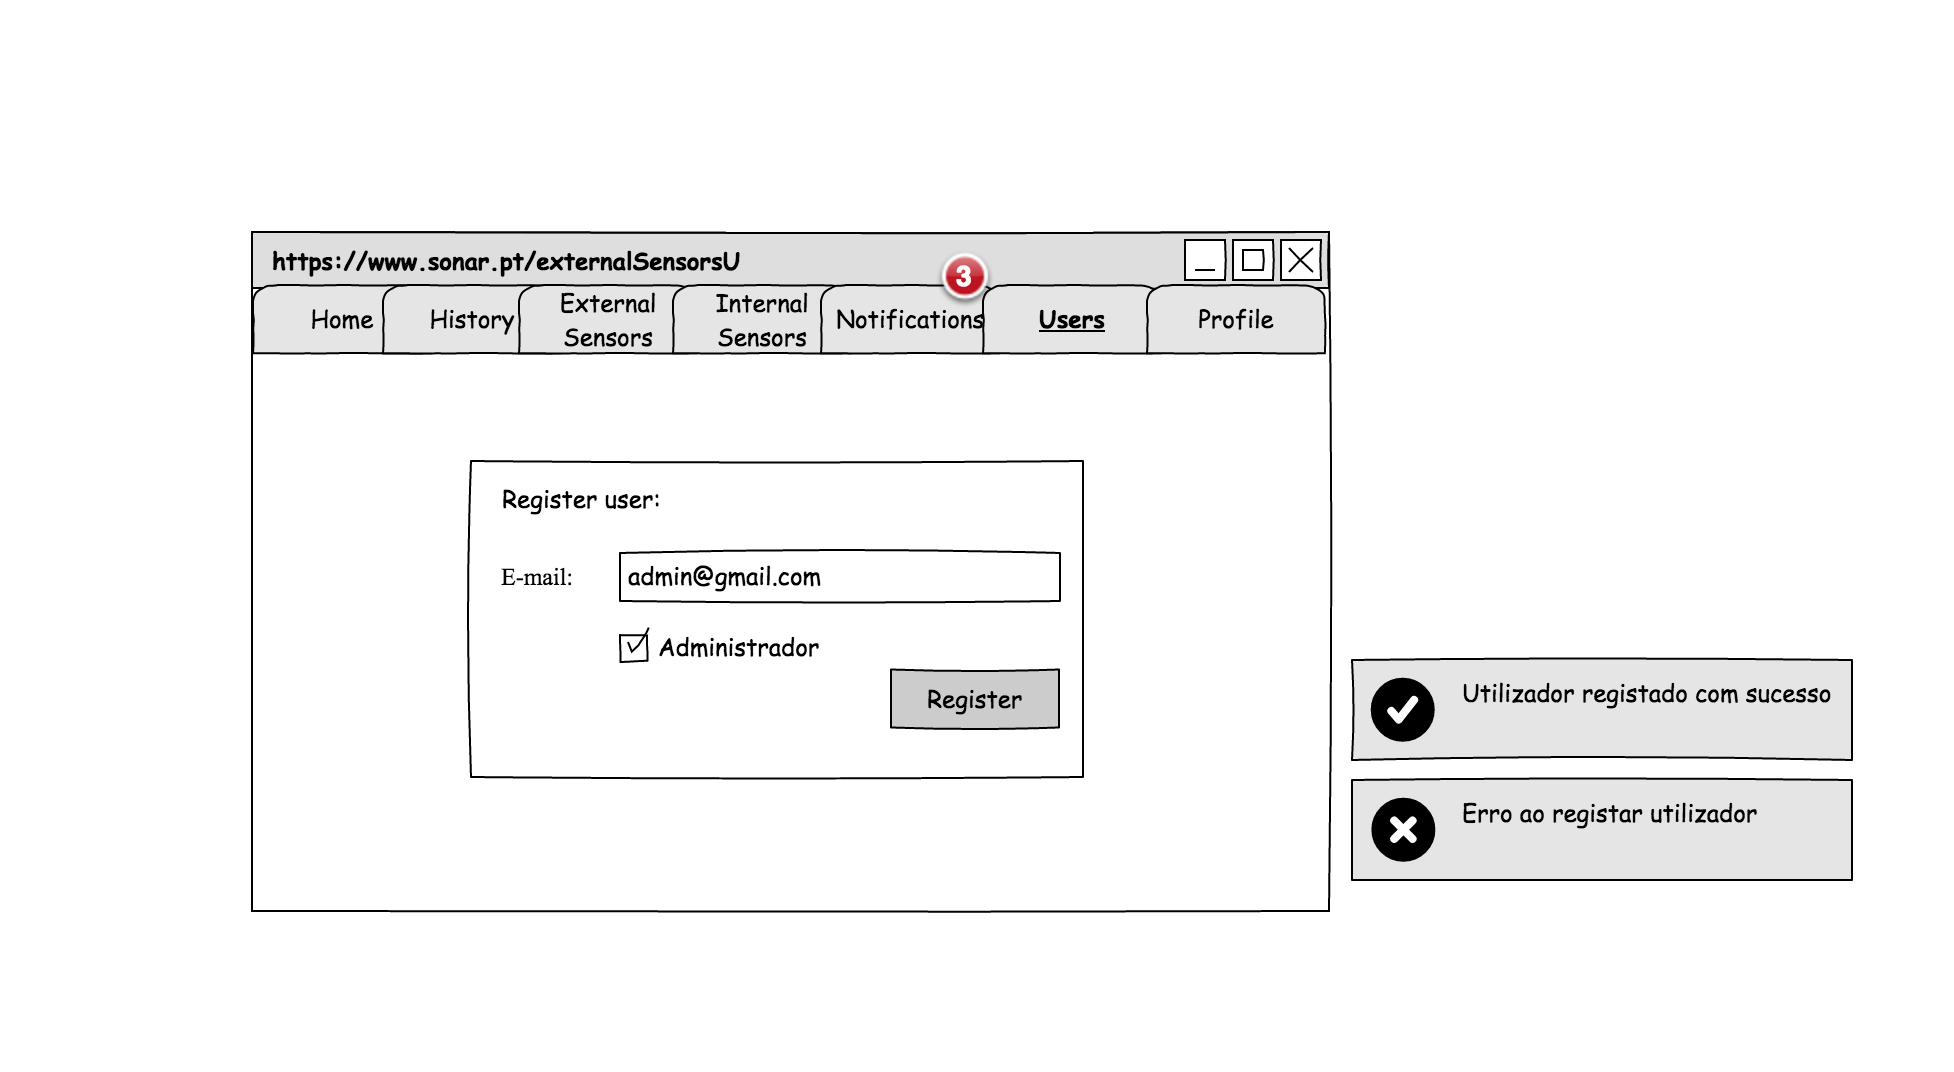 https://www.sonar.pt/externalSensorsU
3
Home
History
External
Sensors
Internal
Sensors
Notifications
Users
Profile
Register user:
E-mail:
admin@gmail.com
Administrador
Register
Utilizador registado com sucesso
Erro ao registar utilizador